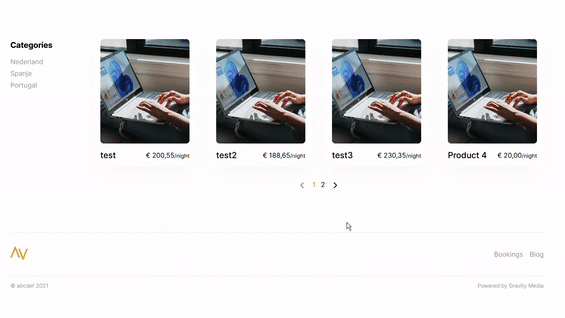 Categories
Nederland
Spanje
Portugal
test € 200,55/night
test2 € 188,65/night
test3 € 230,35/night
Product 4 € 20,00/night
1 2
Bookings Blog
© abcdef 2021
Powered by Gravity Media